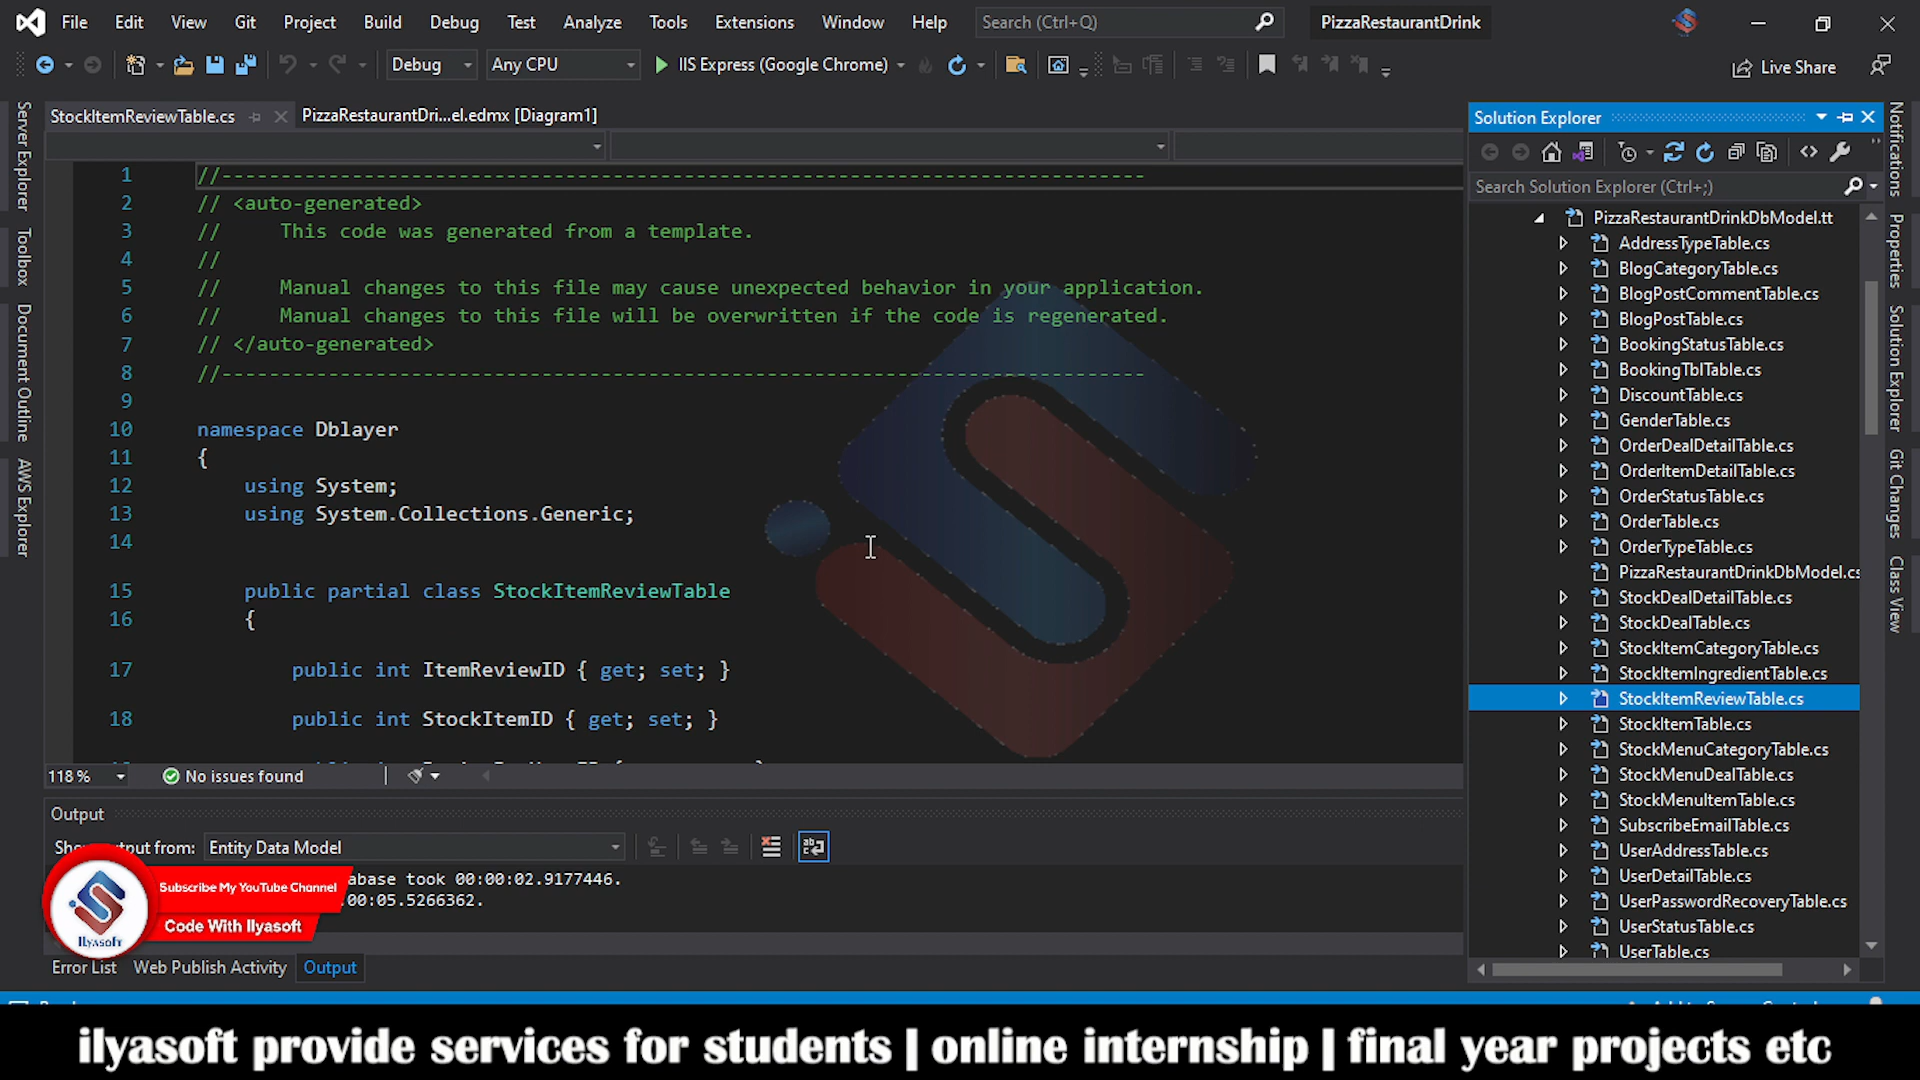 File Edit View Git Project Build Debug Test Analyze Tools Extensions Window Help Search (Ctrl+Q) PizzaRestaurantDrink
Debug Any CPU IIS Express (Google Chrome) Live Share
StockItemReviewTable.cs PizzaRestaurantDri...el.edmx [Diagram1]
Server Explorer
Toolbox
Document Outline
AWS Explorer
1 //------------------------------------------------------------------------------
2 // <auto-generated>
3 // This code was generated from a template.
4 //
5 // Manual changes to this file may cause unexpected behavior in your application.
6 // Manual changes to this file will be overwritten if the code is regenerated.
7 // </auto-generated>
8 //------------------------------------------------------------------------------
9
10 namespace Dblayer
11 {
12 using System;
13 using System.Collections.Generic;
14
15 public partial class StockItemReviewTable
16 {
17 public int ItemReviewID { get; set; }
18 public int StockItemID { get; set; }
118 % No issues found
Output
Entity Data Model
abase took 00:00:02.9177446.
:00:05.5266362.
Subscribe My YouTube Channel
Code With Ilyasoft
Ilyasoft
Error List Web Publish Activity Output
Solution Explorer
Search Solution Explorer (Ctrl+;)
PizzaRestaurantDrinkDbModel.tt
AddressTypeTable.cs
BlogCategoryTable.cs
BlogPostCommentTable.cs
BlogPostTable.cs
BookingStatusTable.cs
BookingTblTable.cs
DiscountTable.cs
GenderTable.cs
OrderDealDetailTable.cs
OrderItemDetailTable.cs
OrderStatusTable.cs
OrderTable.cs
OrderTypeTable.cs
PizzaRestaurantDrinkDbModel.cs
StockDealDetailTable.cs
StockDealTable.cs
StockItemCategoryTable.cs
StockItemIngredientTable.cs
StockItemReviewTable.cs
StockItemTable.cs
StockMenuCategoryTable.cs
StockMenuDealTable.cs
StockMenuItemTable.cs
SubscribeEmailTable.cs
UserAddressTable.cs
UserDetailTable.cs
UserPasswordRecoveryTable.cs
UserStatusTable.cs
UserTable.cs
Notifications
Properties
Solution Explorer
Git Changes
Class View
ilyasoft provide services for students | online internship | final year projects etc